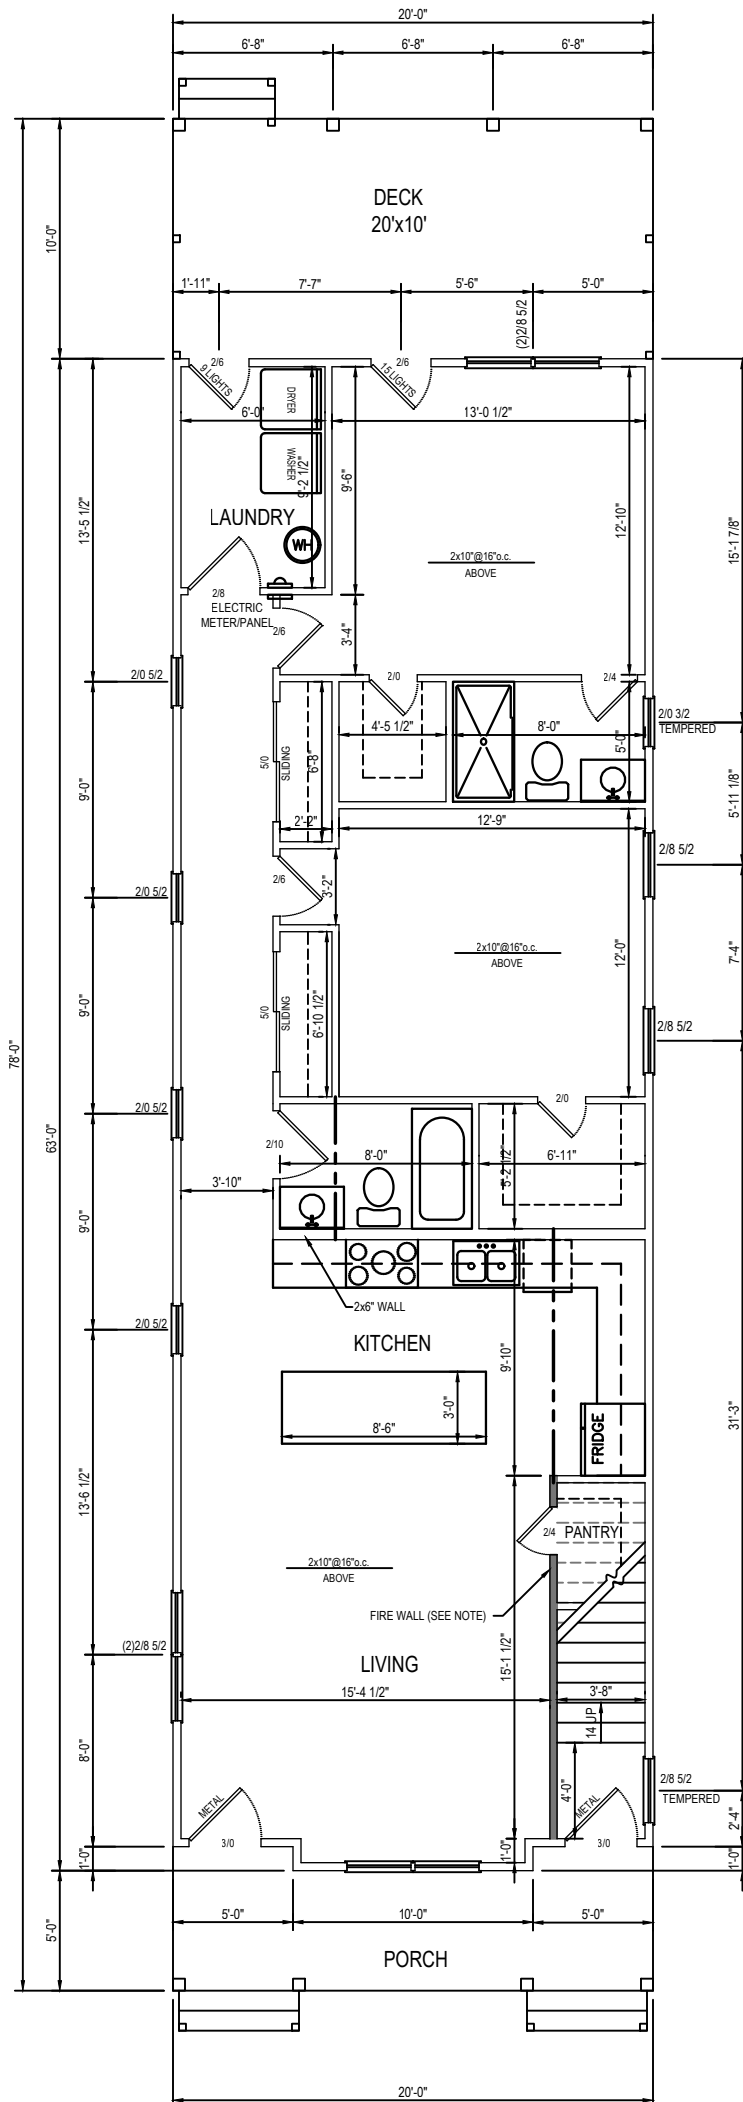 20'-0"
6'-8" 6'-8" 6'-8"
DECK
20'x10'
10'-0"
1'-11" 7'-7" 5'-6" 5'-0"
(2)2/8 5/2
2/6 2/6
9 LIGHTS
15 LIGHTS
DRYER
6'-0" 13'-0 1/2"
WASHER
9'-6"
12'-10"
13'-5 1/2"
15'-1 7/8"
LAUNDRY
WH
2x10"@16"o.c.
ABOVE
2/8
ELECTRIC
METER/PANEL
2/6
3'-4"
2/0 5/2
2/0
2/4
2/0 3/2
TEMPERED
4'-5 1/2"
8'-0"
5'-0"
5/0
SLIDING
6'-8"
9'-0"
5'-11 1/8"
2'-2"
12'-9"
2/8 5/2
2/6
3'-2"
2/0 5/2
2x10"@16"o.c.
ABOVE
12'-0"
7'-4"
5/0
SLIDING
6'-10 1/2"
9'-0"
2/8 5/2
78'-0"
63'-0"
2/0
2/0 5/2
2/10
8'-0"
5'-2 1/2"
6'-11"
3'-10"
9'-0"
2x6" WALL
2/0 5/2
KITCHEN
9'-10"
3'-0"
8'-6"
FRIDGE
31'-3"
13'-6 1/2"
2/4
PANTRY
2x10"@16"o.c.
ABOVE
FIRE WALL (SEE NOTE)
(2)2/8 5/2
LIVING
15'-1 1/2"
15'-4 1/2"
3'-8"
14 UP
8'-0"
4'-0"
2/8 5/2
TEMPERED
METAL
METAL
2'-4"
3/0
3/0
1'-0"
1'-0"
1'-0"
5'-0"
5'-0" 10'-0" 5'-0"
PORCH
20'-0"